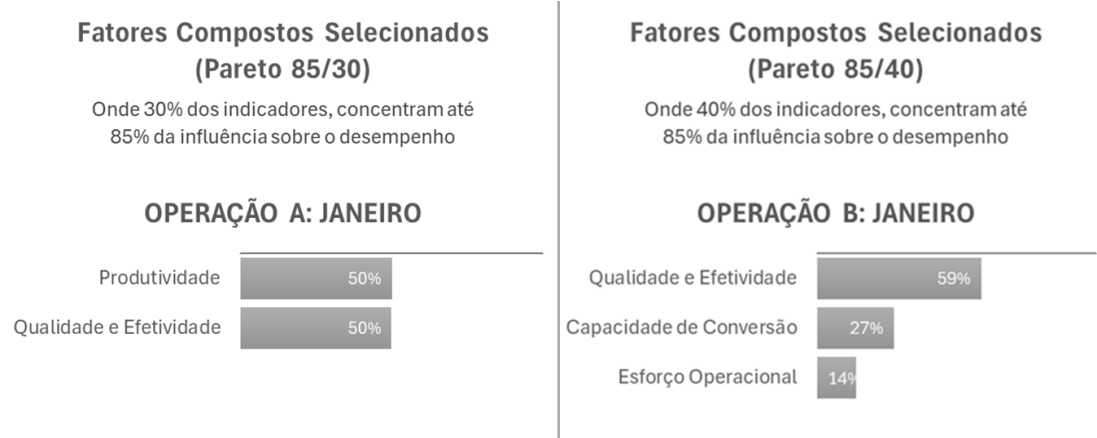 Fatores Compostos Selecionados
(Pareto 85/30)
Onde 30% dos indicadores, concentram até
85% da influência sobre o desempenho
OPERAÇÃO A: JANEIRO
Produtividade
50%
Qualidade e Efetividade
50%
Fatores Compostos Selecionados
(Pareto 85/40)
Onde 40% dos indicadores, concentram até
85% da influência sobre o desempenho
OPERAÇÃO B: JANEIRO
Qualidade e Efetividade
59%
Capacidade de Conversão
27%
Esforço Operacional
14%